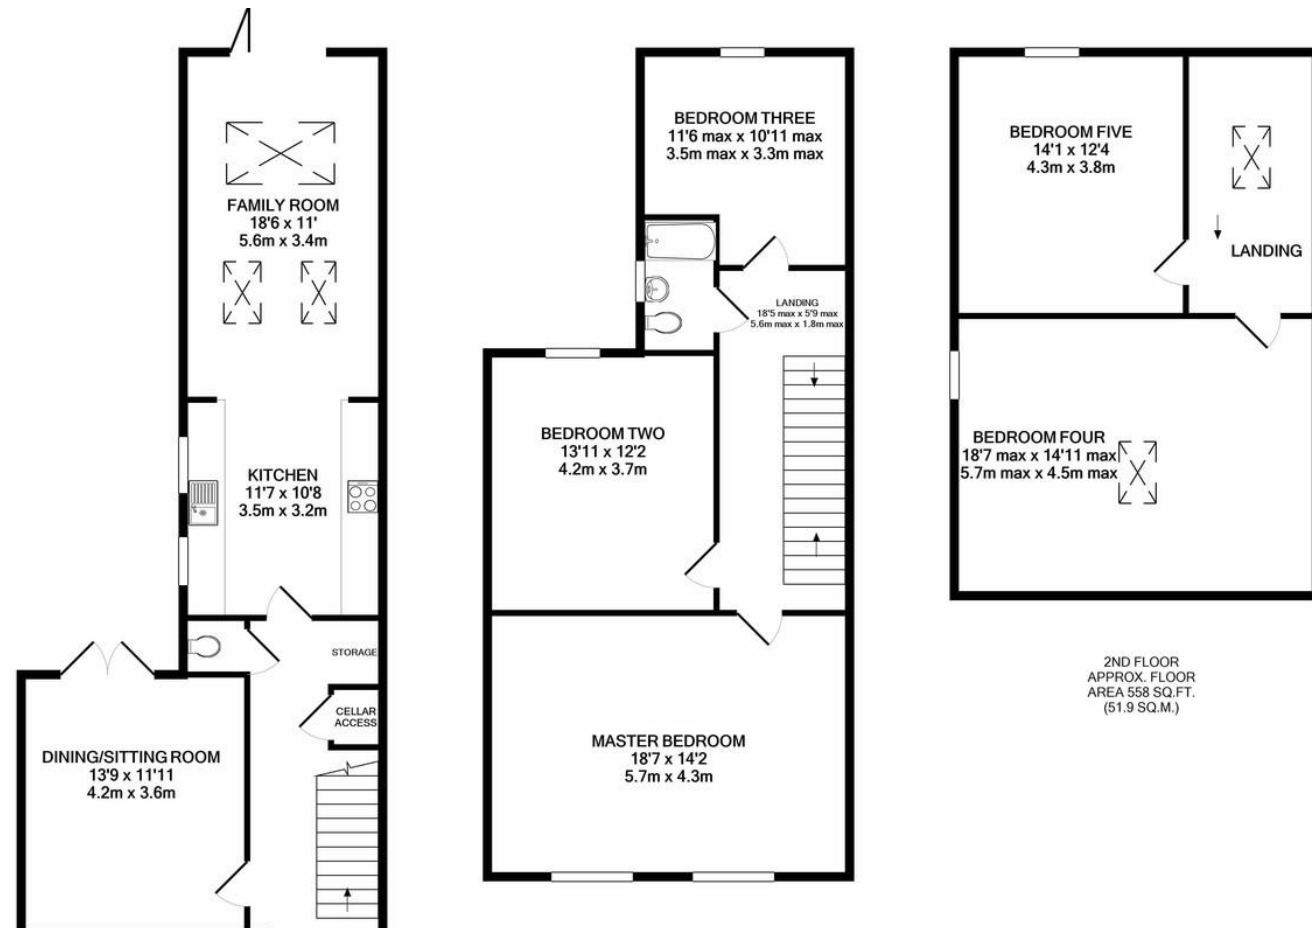 FAMILY ROOM
18'6 x 11'
5.6m x 3.4m
KITCHEN
11'7 x 10'8
3.5m x 3.2m
STORAGE
CELLAR
ACCESS
DINING/SITTING ROOM
13'9 x 11'11
4.2m x 3.6m
BEDROOM THREE
11'6 max x 10'11 max
3.5m max x 3.3m max
LANDING
18'5 max x 5'9 max
5.6m max x 1.8m max
BEDROOM TWO
13'11 x 12'2
4.2m x 3.7m
MASTER BEDROOM
18'7 x 14'2
5.7m x 4.3m
BEDROOM FIVE
14'1 x 12'4
4.3m x 3.8m
LANDING
BEDROOM FOUR
18'7 max x 14'11 max
5.7m max x 4.5m max
2ND FLOOR
APPROX. FLOOR
AREA 558 SQ.FT.
(51.9 SQ.M.)